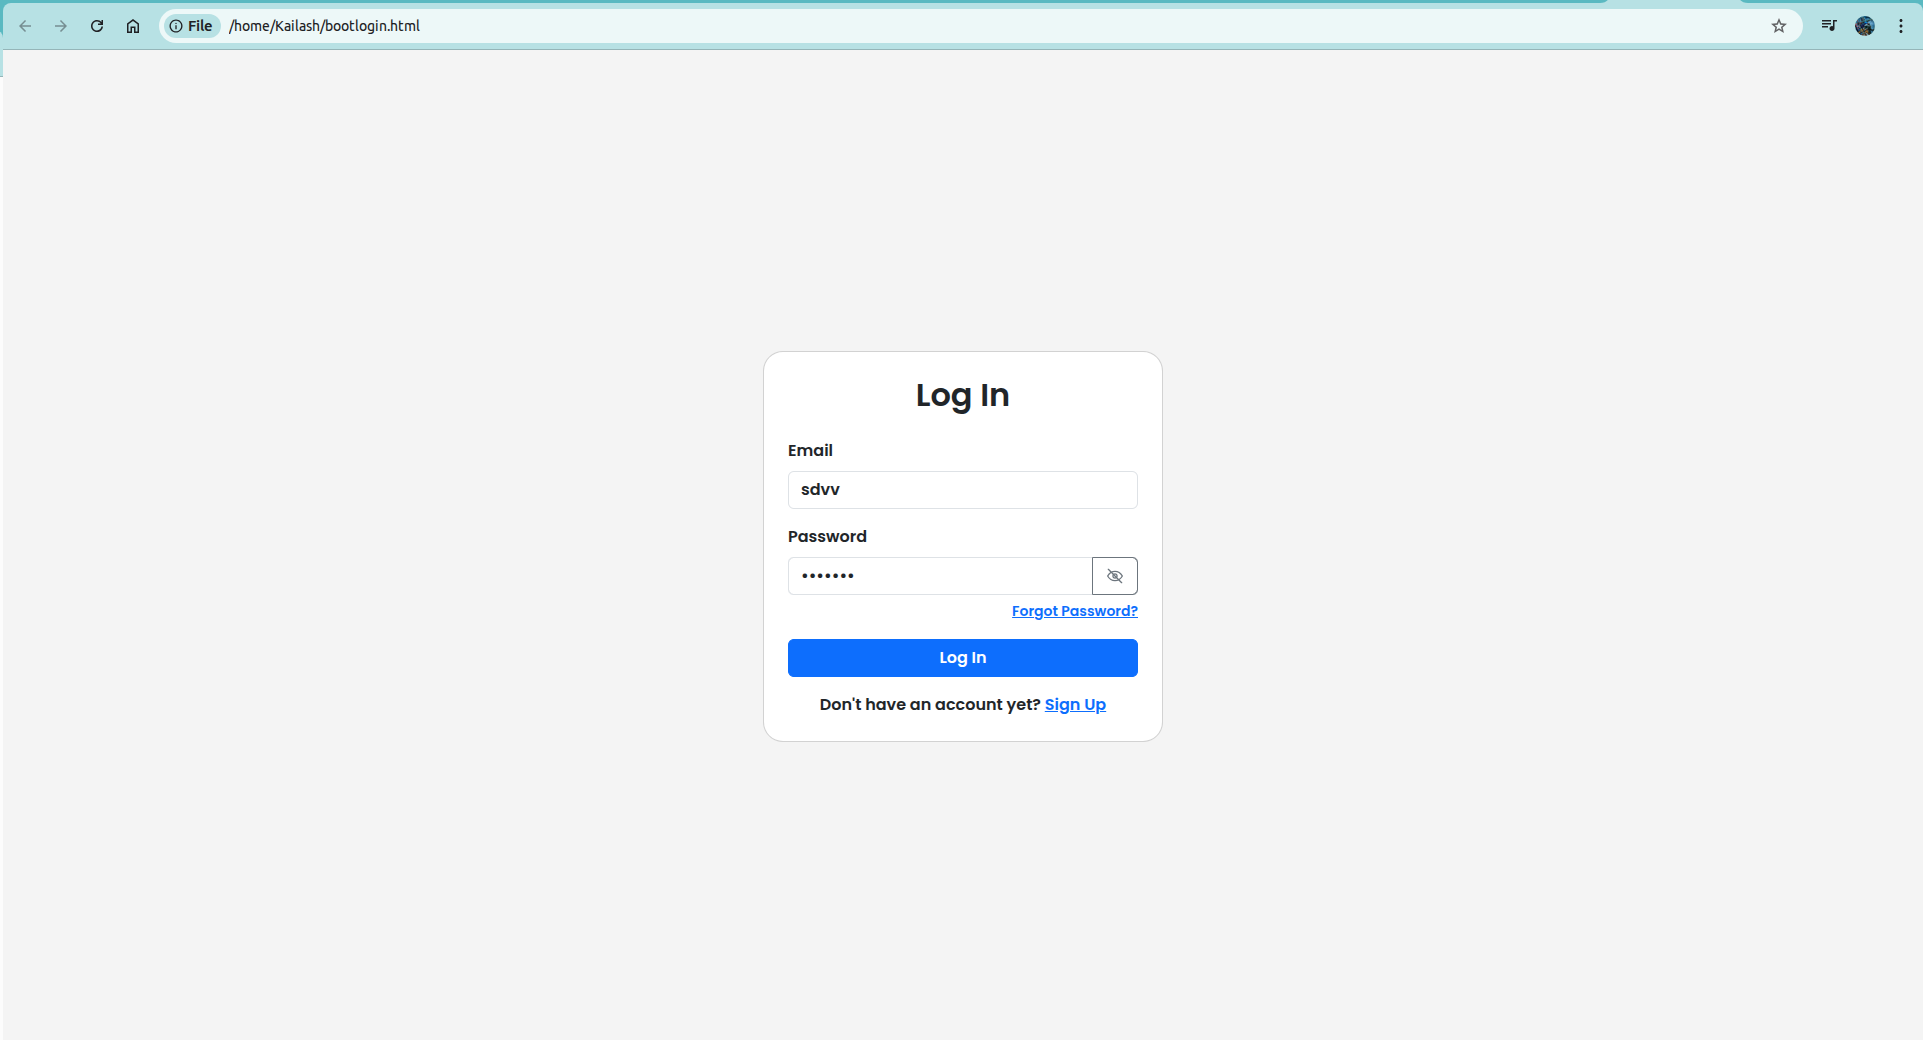 File /home/Kailash/bootlogin.html
Log In
Email
sdvv
Password
•••••••
Forgot Password?
Log In
Don't have an account yet? Sign Up